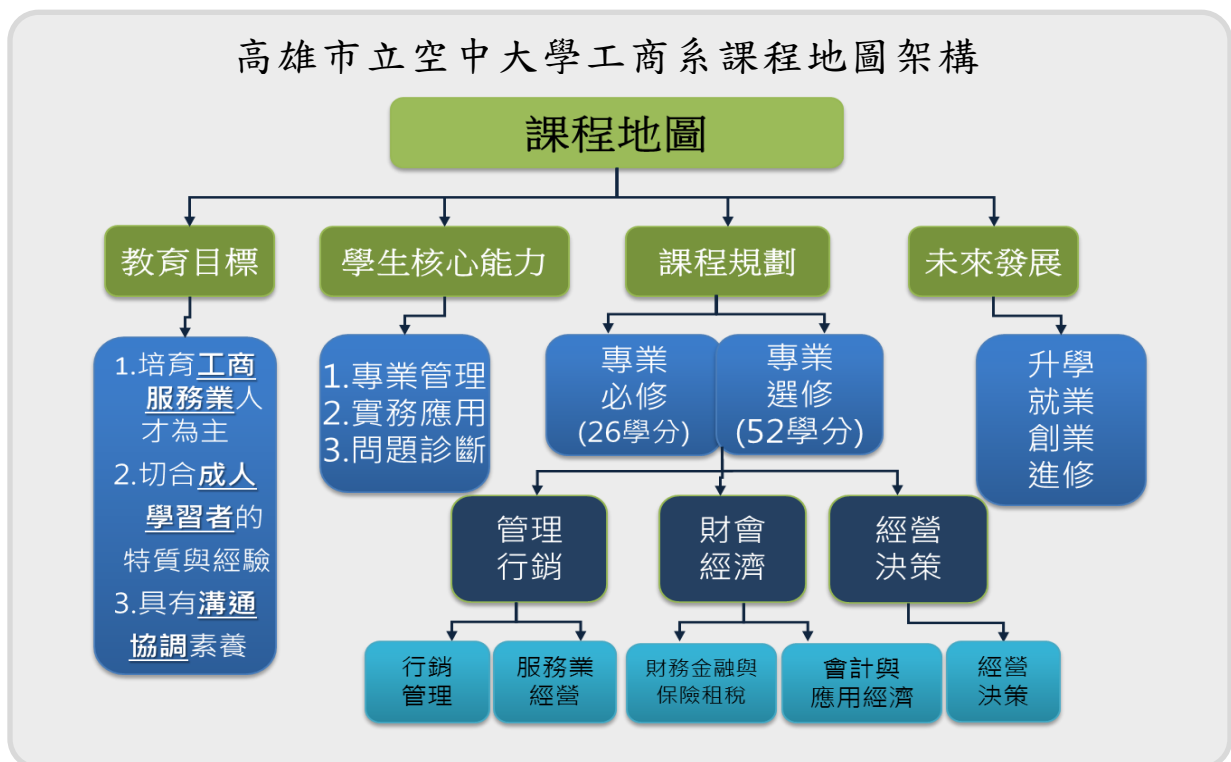 高雄市立空中大學工商系課程地圖架構
課程地圖
教育目標
學生核心能力
課程規劃
未來發展
1.培育工商
服務業人
才為主
2.切合成人
學習者的
特質與經驗
3.具有溝通
協調素養
1.專業管理
2.實務應用
3.問題診斷
專業
必修
(26學分)
專業
選修
(52學分)
升學
就業
創業
進修
管理
行銷
財會
經濟
經營
決策
行銷
管理
服務業
經營
財務金融與
保險租稅
會計與
應用經濟
經營
決策